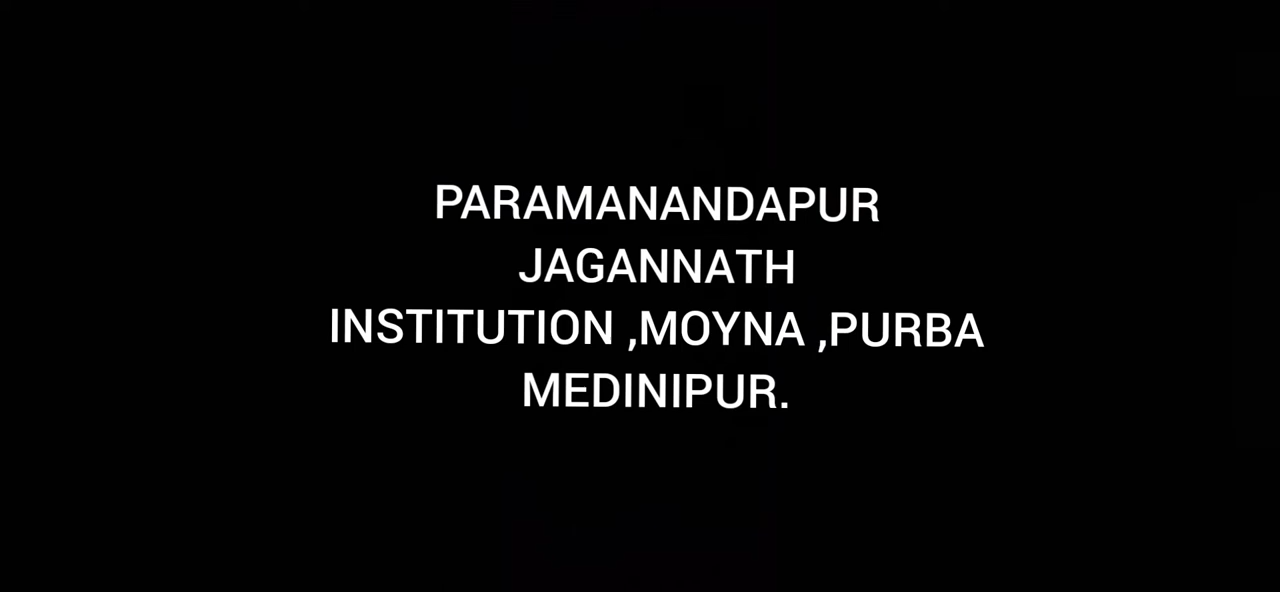 PARAMANANDAPUR
JAGANNATH
INSTITUTION ,MOYNA ,PURBA
MEDINIPUR.